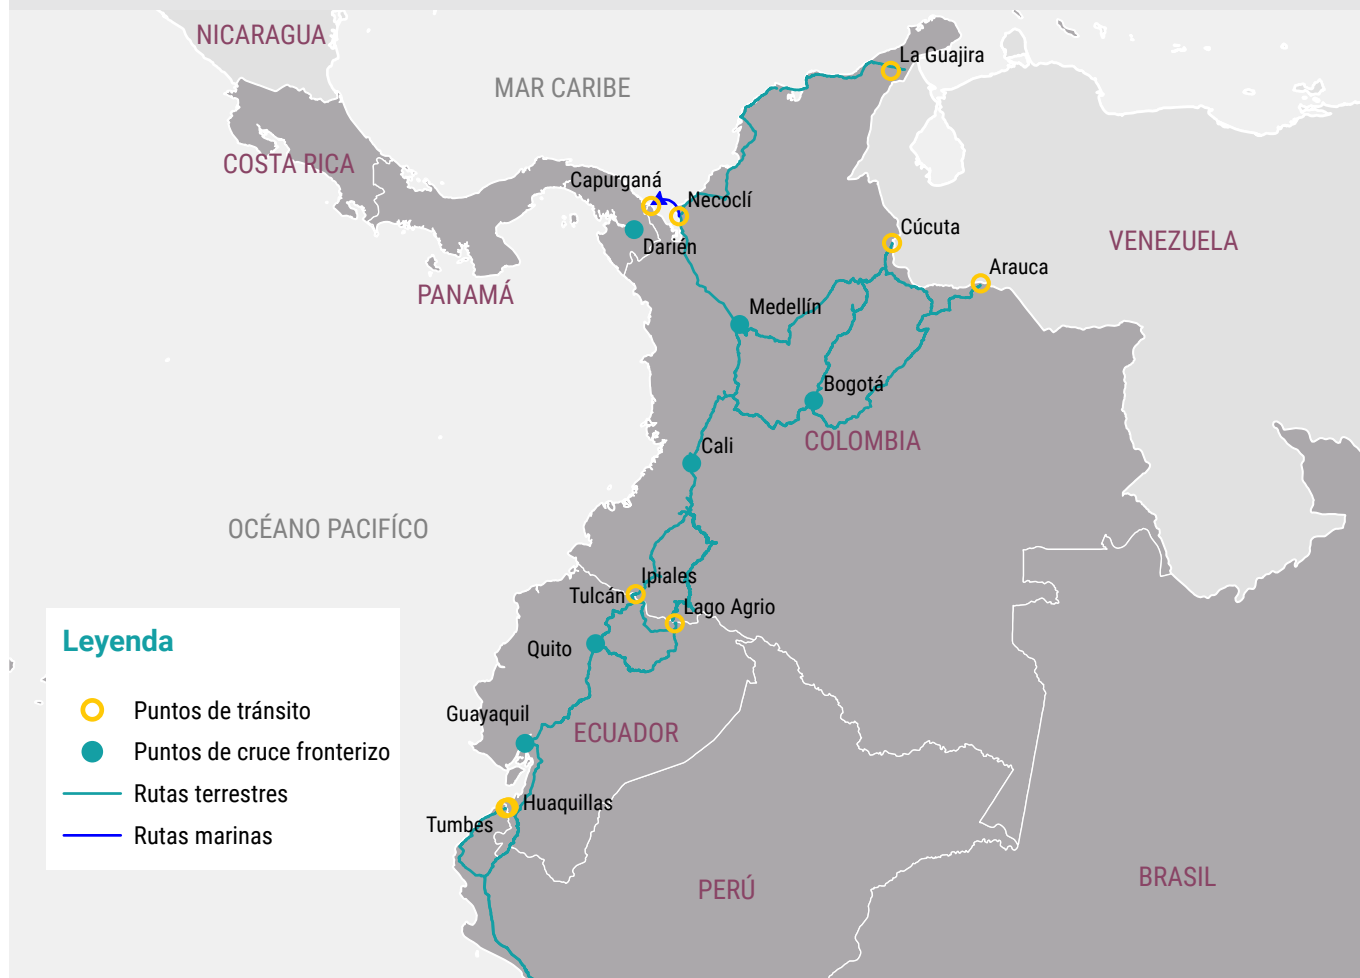 NICARAGUA
La Guajira
MAR CARIBE
COSTA RICA
Capurganá
Necoclí
Cúcuta
Darién
VENEZUELA
Arauca
PANAMÁ
Medellín
Bogotá
COLOMBIA
Cali
OCÉANO PACIFÍCO
Ipiales
Tulcán
Lago Agrio
Quito
Guayaquil
ECUADOR
Huaquillas
Tumbes
PERÚ
BRASIL
Leyenda
Puntos de tránsito
Puntos de cruce fronterizo
Rutas terrestres
Rutas marinas